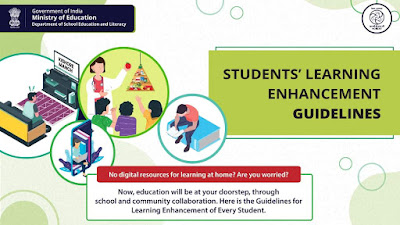 Government of India
Ministry of Education
Department of School Education and Literacy
KISHORE
MANCH
STUDENTS' LEARNING
ENHANCEMENT
GUIDELINES
No digital resources for learning at home? Are you worried?
Now, education will be at your doorstep, through
school and community collaboration. Here is the Guidelines for
Learning Enhancement of Every Student.